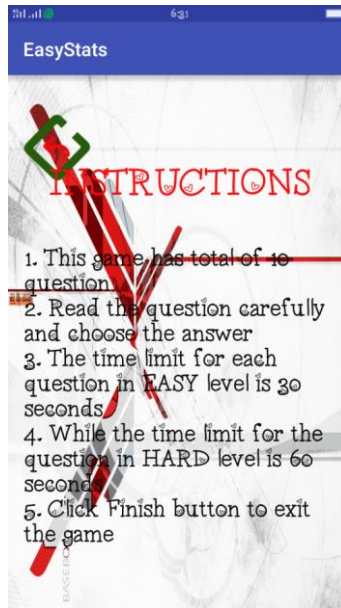 6:31
EasyStats
INSTRUCTIONS
1. This game has total of 10
question
2. Read the question carefully
and choose the answer
3. The time limit for each
question in EASY level is 30
seconds
4. While the time limit for the
question in HARD level is 60
seconds
5. Click Finish button to exit
the game